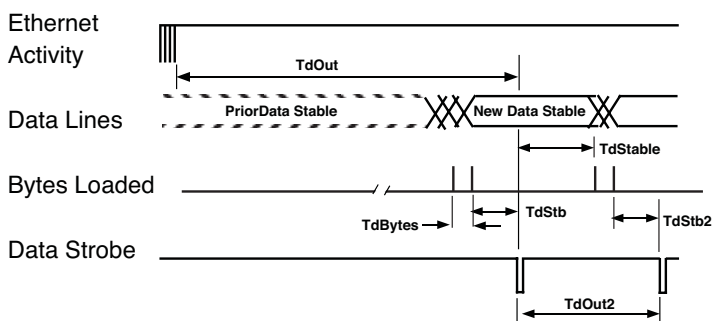 Ethernet
Activity
TdOut
Data Lines
PriorData Stable
New Data Stable
TdStable
Bytes Loaded
TdBytes
TdStb
TdStb2
Data Strobe
TdOut2